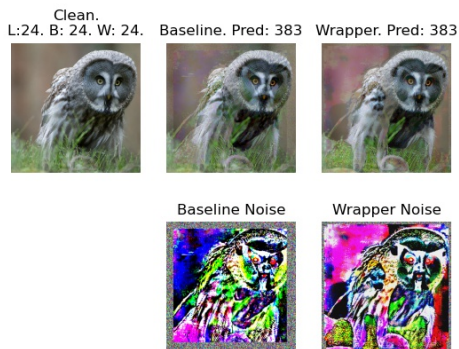 Clean.
L:24. B: 24. W: 24.
Baseline. Pred: 383
Wrapper. Pred: 383
Baseline Noise
Wrapper Noise